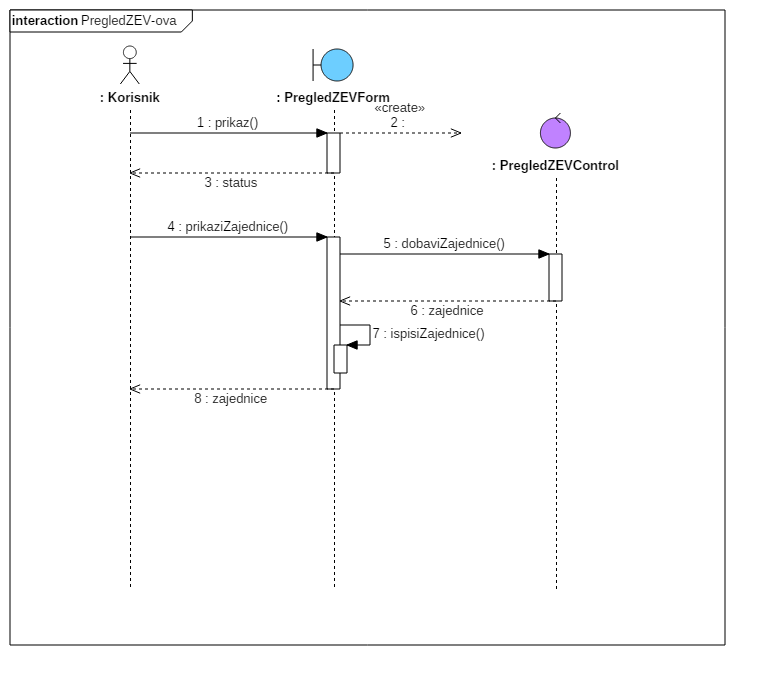 interaction PregledZEV-ova
: Korisnik
: PregledZEVForm
«create»
1 : prikaz()
2 :
: PregledZEVControl
3 : status
4 : prikaziZajednice()
5 : dobaviZajednice()
6 : zajednice
7 : ispisiZajednice()
8 : zajednice